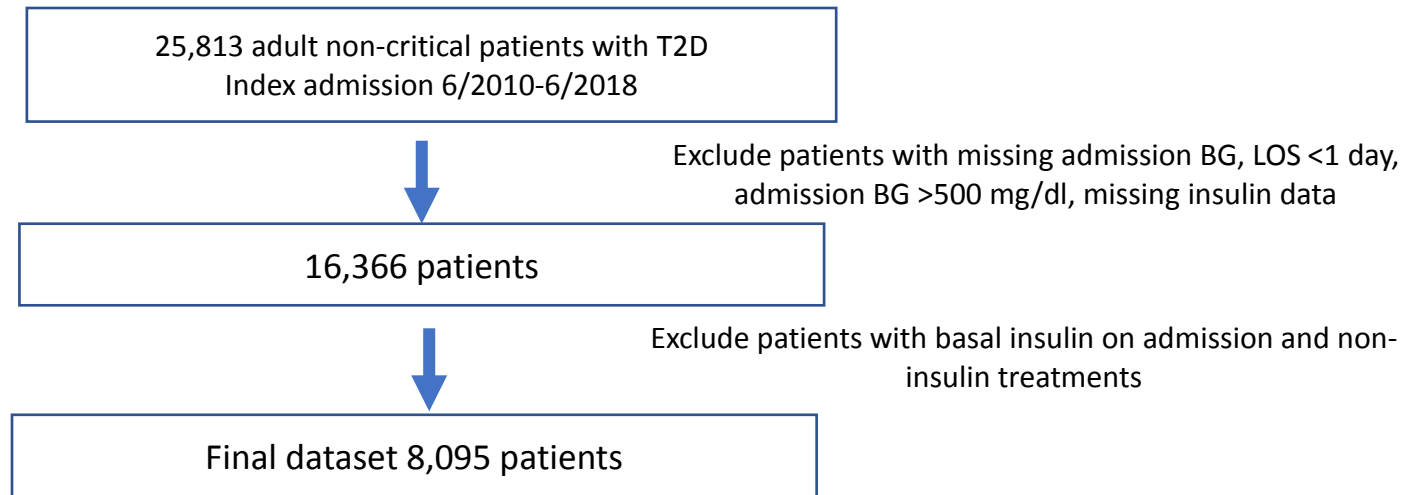 25,813 adult non-critical patients with T2D
Index admission 6/2010-6/2018
Exclude patients with missing admission BG, LOS <1 day,
admission BG >500 mg/dl, missing insulin data
16,366 patients
Exclude patients with basal insulin on admission and non-
insulin treatments
Final dataset 8,095 patients